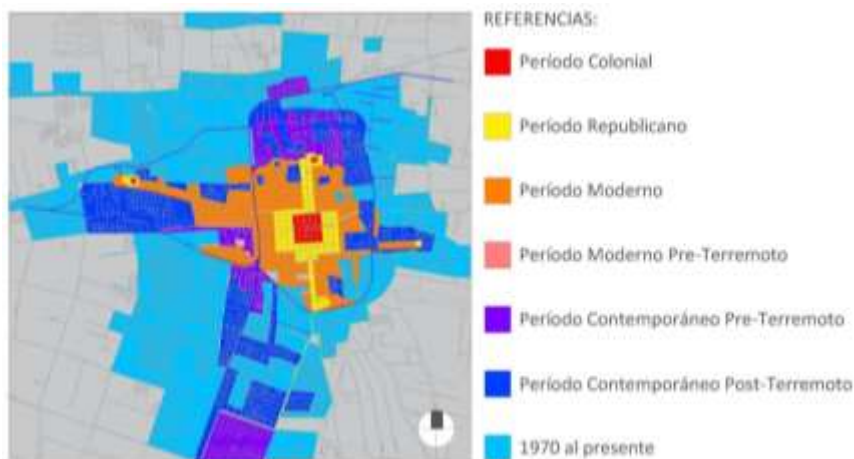 REFERENCIAS:
Período Colonial
Período Republicano
Período Moderno
Período Moderno Pre-Terremoto
Período Contemporáneo Pre-Terremoto
Período Contemporáneo Post-Terremoto
1970 al presente